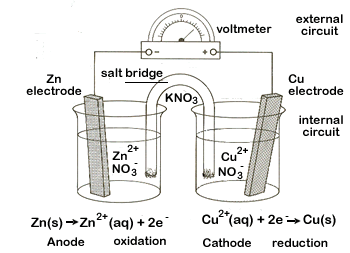 external
circuit
voltmeter
0
- +
Zn
electrode
salt bridge
KNO3
Cu
electrode
internal
circuit
Zn2+
NO3-
Cu2+
NO3-
Zn(s) → Zn2+(aq) + 2e-
Cu2+(aq) + 2e- → Cu(s)
Anode oxidation
Cathode reduction